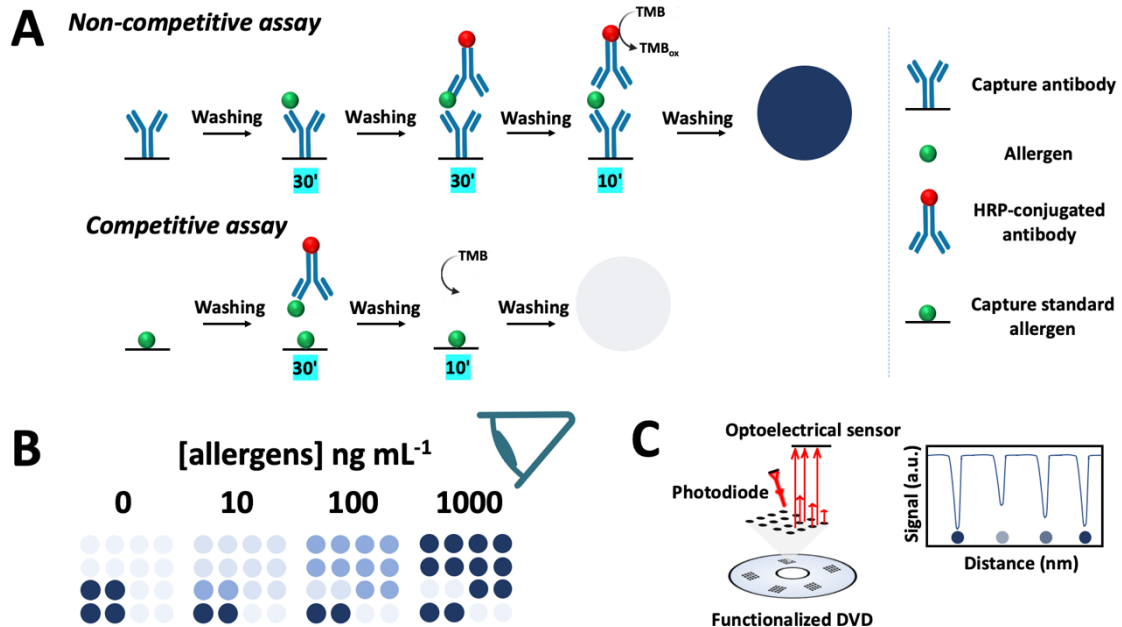 A
Non-competitive assay
TMB
TMBox
Washing
Washing
Washing
Washing
30'
30'
10'
Competitive assay
TMB
Washing
Washing
Washing
30'
10'
Capture antibody
Allergen
HRP-conjugated
antibody
Capture standard
allergen
B
[allergens] ng mL-1
0 10 100 1000
C
Optoelectrical sensor
Photodiode
Functionalized DVD
Signal (a.u.)
Distance (nm)